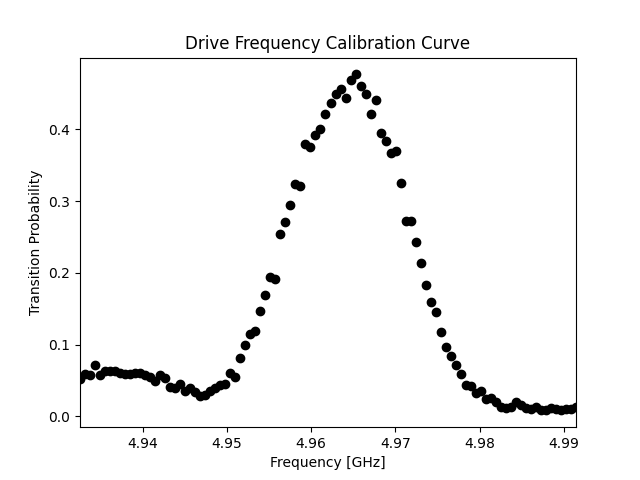 Drive Frequency Calibration Curve
Transition Probability
0.4
0.3
0.2
0.1
0.0
4.94 4.95 4.96 4.97 4.98 4.99
Frequency [GHz]